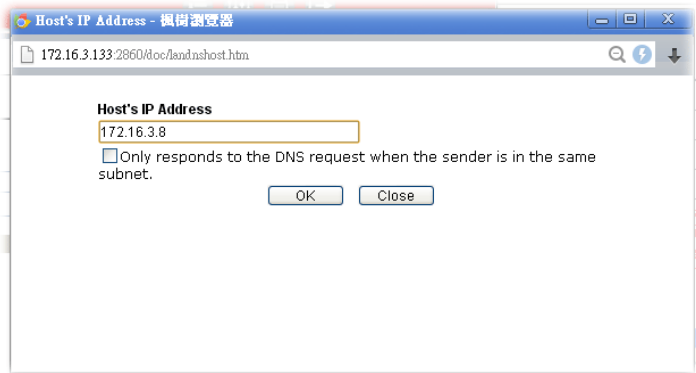 Host's IP Address - 楓樹瀏覽器
172.16.3.133:2860/doc/landnshost.htm
Host's IP Address
172.16.3.8
Only responds to the DNS request when the sender is in the same
subnet.
OK Close